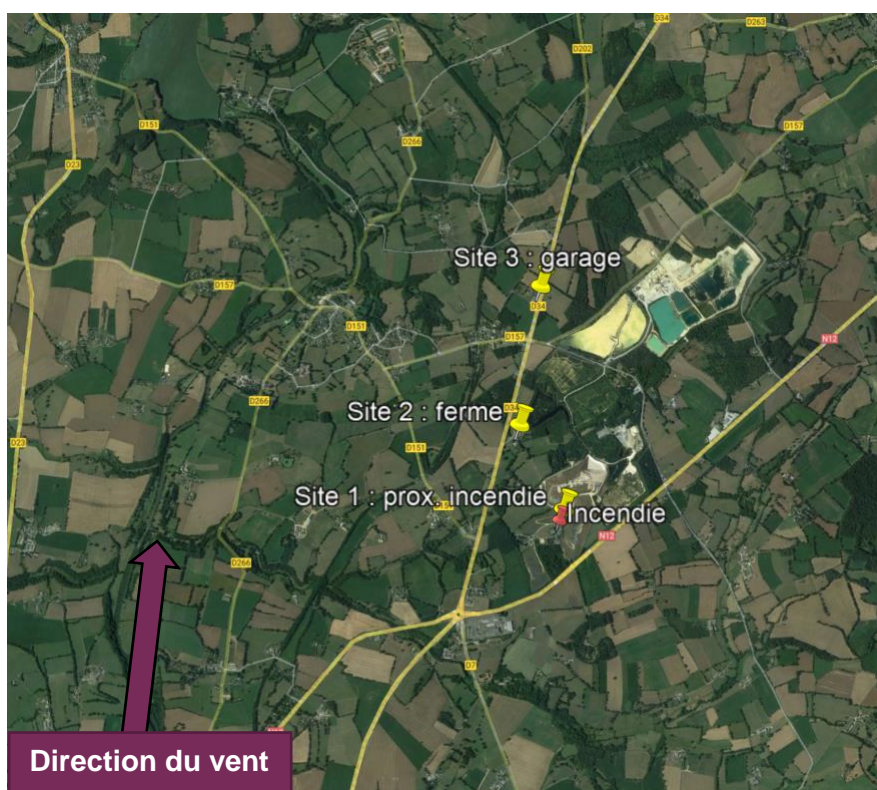 D34
D263
D202
D151
D266
D157
D23
Site 3 : garage
D34
D157
D151
D157
N12
D266
Site 2 : ferme
D34
D151
D23
Site 1 : prox. incendie
Incendie
N12
D266
D7
Direction du vent